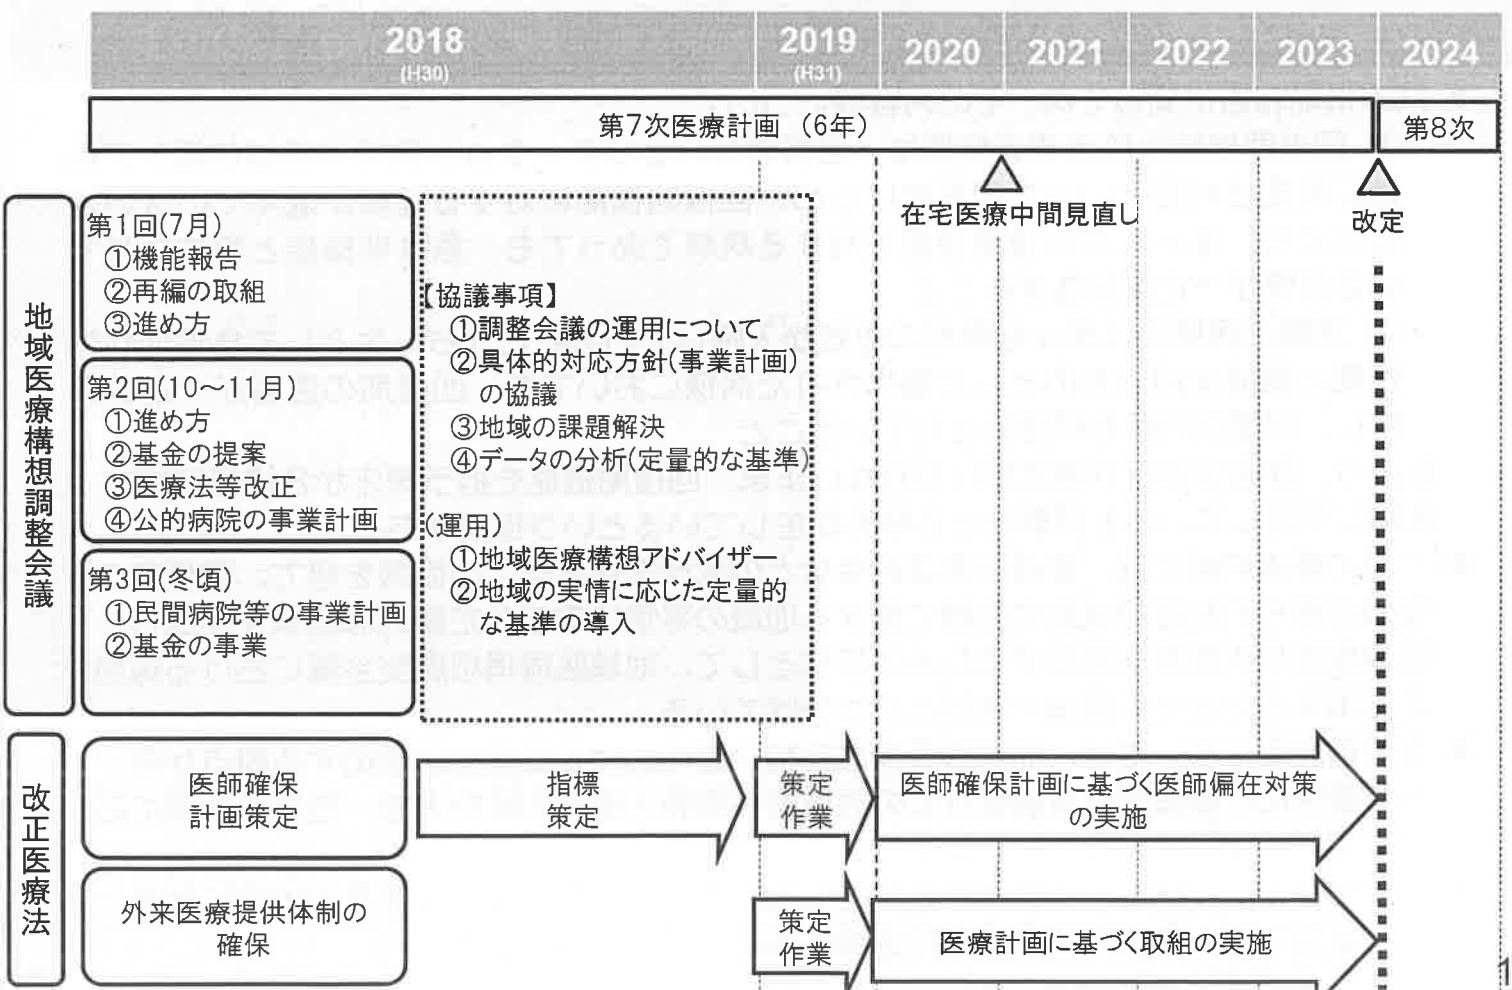 2018
(H30)
2019
(H31)
2020
2021
2022
2023
2024
第7次医療計画（6年）
第8次
在宅医療中間見直し
改定
地域医療構想調整会議
第1回(7月)
①機能報告
②再編の取組
③進め方
第2回(10～11月)
①進め方
②基金の提案
③医療法等改正
④公的病院の事業計画
第3回(冬頃)
①民間病院等の事業計画
②基金の事業
【協議事項】
①調整会議の運用について
②具体的対応方針(事業計画)
の協議
③地域の課題解決
④データの分析(定量的な基準)
(運用)
①地域医療構想アドバイザー
②地域の実情に応じた定量的
な基準の導入
改正医療法
医師確保
計画策定
指標
策定
策定
作業
医師確保計画に基づく医師偏在対策
の実施
外来医療提供体制の
確保
策定
作業
医療計画に基づく取組の実施